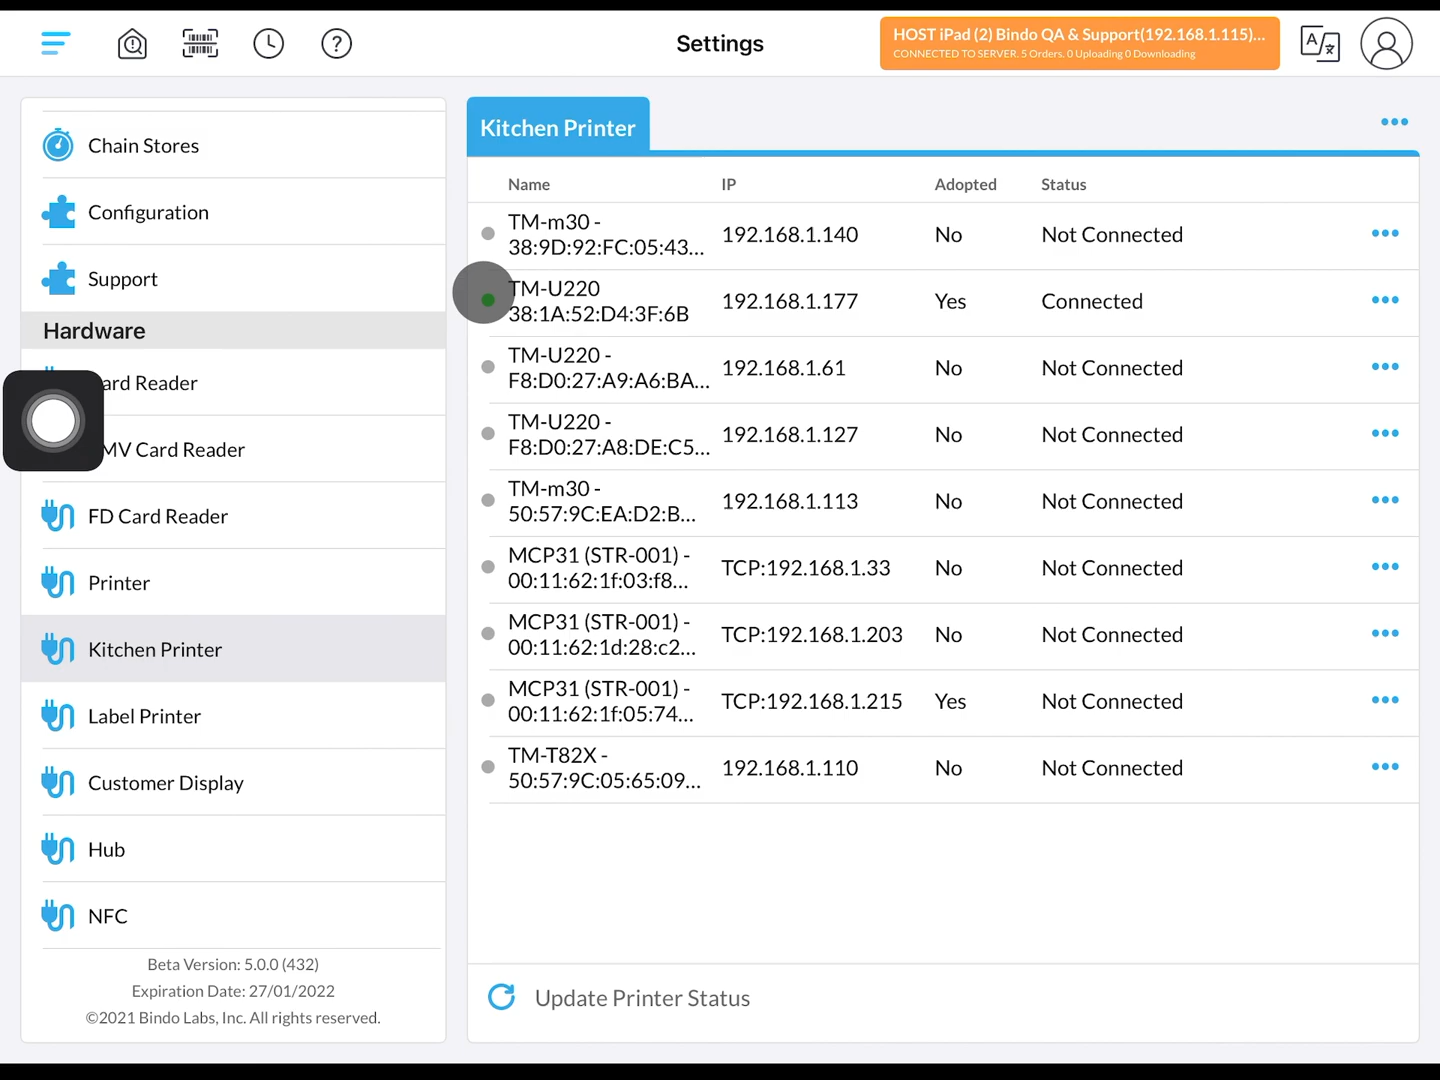 Settings
HOST iPad (2) Bindo QA & Support(192.168.1.115)...
CONNECTED TO SERVER. 5 Orders. 0 Uploading 0 Downloading
Chain Stores
Configuration
Support
Hardware
ard Reader
MV Card Reader
FD Card Reader
Printer
Kitchen Printer
Label Printer
Customer Display
Hub
NFC
Beta Version: 5.0.0 (432)
Expiration Date: 27/01/2022
©2021 Bindo Labs, Inc. All rights reserved.
Kitchen Printer
Name IP Adopted Status
TM-m30 -
38:9D:92:FC:05:43... 192.168.1.140 No Not Connected
TM-U220
38:1A:52:D4:3F:6B 192.168.1.177 Yes Connected
TM-U220 -
F8:D0:27:A9:A6:BA... 192.168.1.61 No Not Connected
TM-U220 -
F8:D0:27:A8:DE:C5... 192.168.1.127 No Not Connected
TM-m30 -
50:57:9C:EA:D2:B... 192.168.1.113 No Not Connected
MCP31 (STR-001) -
00:11:62:1f:03:f8... TCP:192.168.1.33 No Not Connected
MCP31 (STR-001) -
00:11:62:1d:28:c2... TCP:192.168.1.203 No Not Connected
MCP31 (STR-001) -
00:11:62:1f:05:74... TCP:192.168.1.215 Yes Not Connected
TM-T82X -
50:57:9C:05:65:09... 192.168.1.110 No Not Connected
Update Printer Status